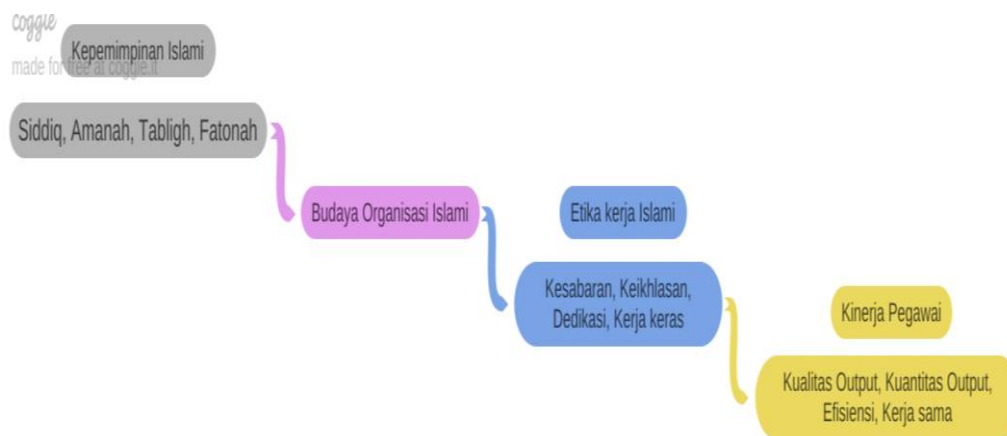 coggle
Kepemimpinan Islami
made for free at coggle.it
Siddiq, Amanah, Tabligh, Fatonah
Budaya Organisasi Islami
Etika kerja Islami
Kesabaran, Keikhlasan,
Dedikasi, Kerja keras
Kinerja Pegawai
Kualitas Output, Kuantitas Output,
Efisiensi, Kerja sama